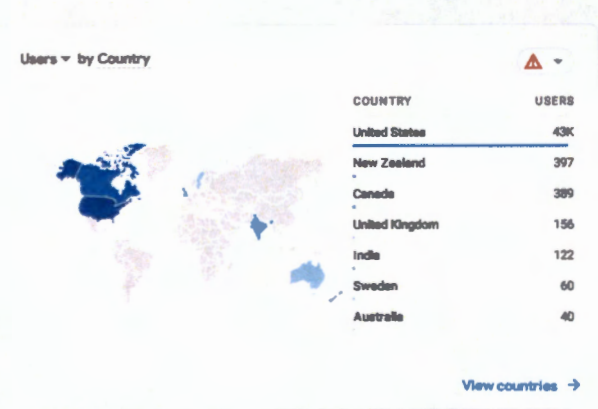 Users by Country
COUNTRY USERS
United States 43K
New Zealand 397
Canada 389
United Kingdom 156
India 122
Sweden 60
Australia 40
View countries